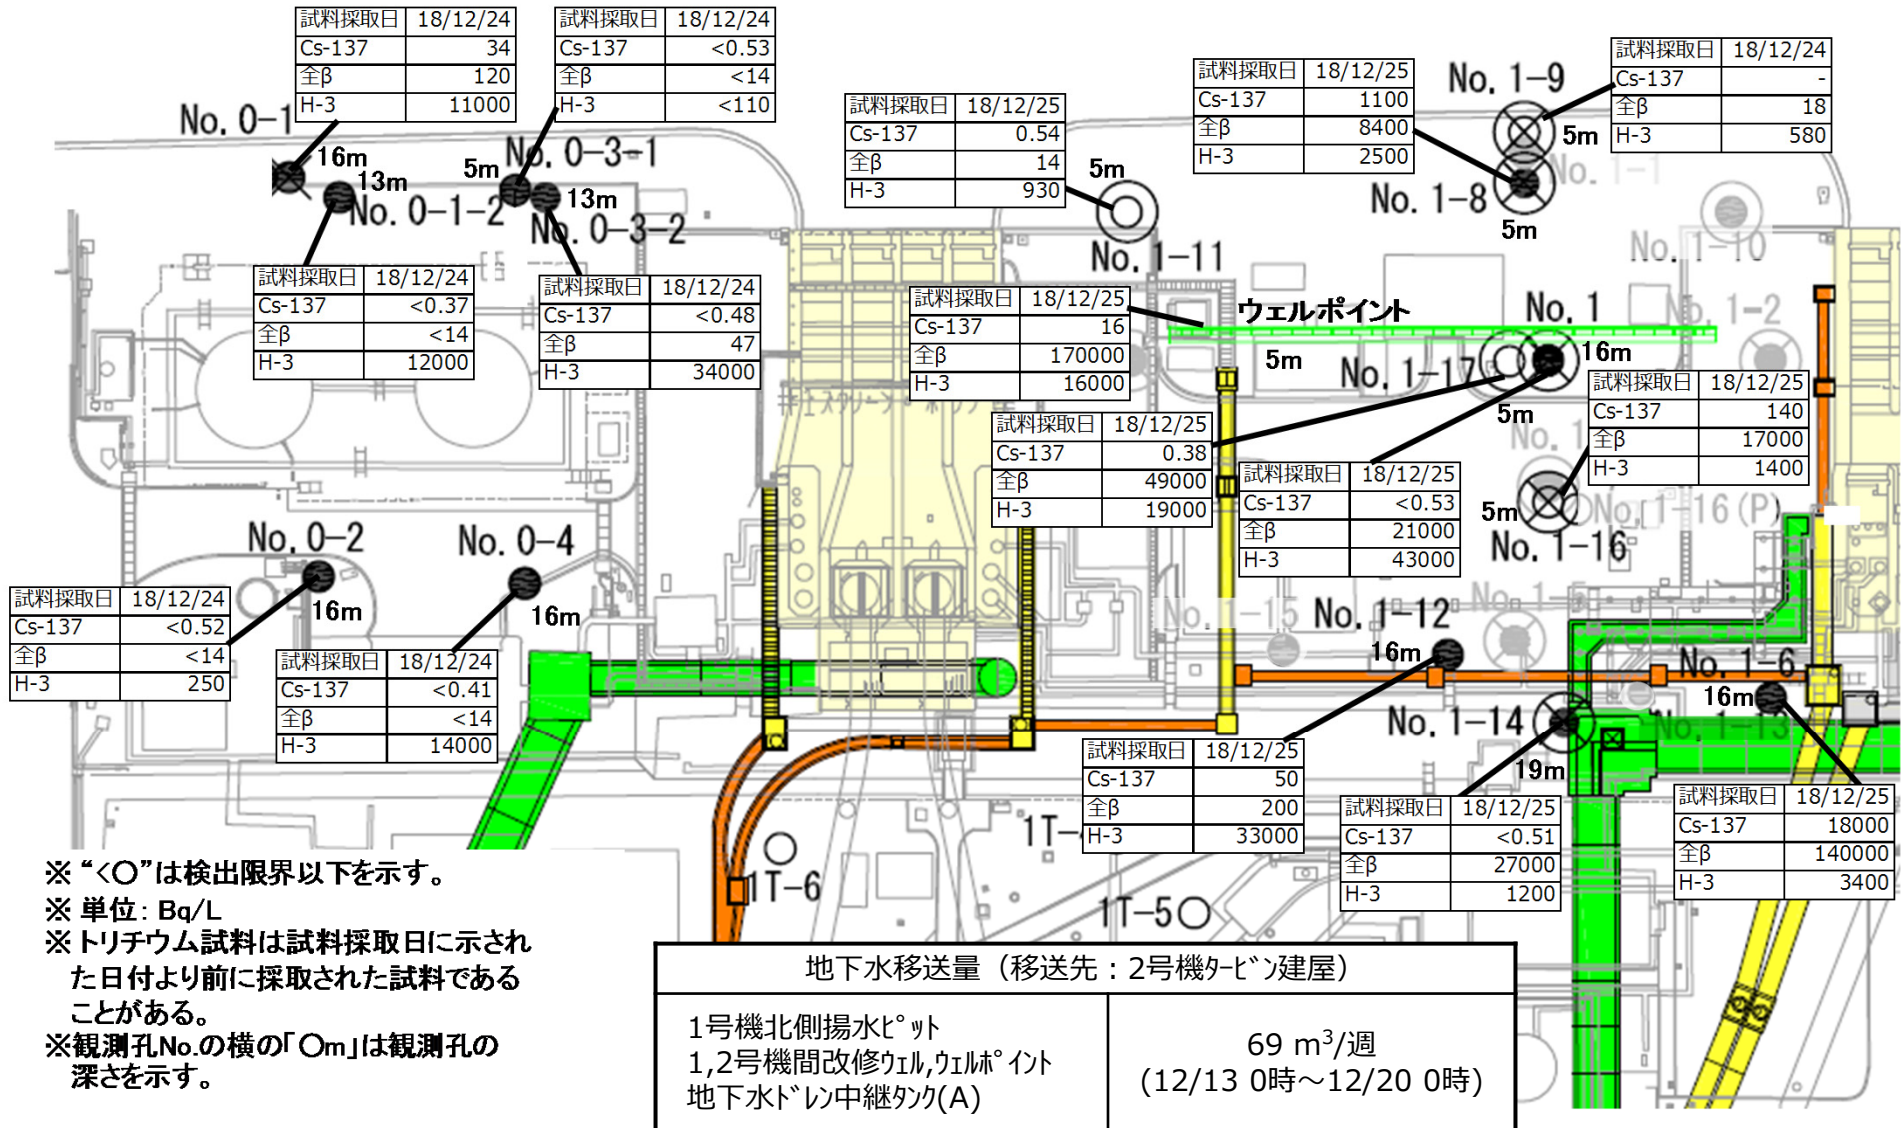 試料採取日 18/12/24
Cs-137 34
全β 120
H-3 11000
試料採取日 18/12/24
Cs-137 <0.53
全β <14
H-3 <110
試料採取日 18/12/25
Cs-137 0.54
全β 14
H-3 930
試料採取日 18/12/25
Cs-137 1100
全β 8400
H-3 2500
試料採取日 18/12/24
Cs-137 -
全β 18
H-3 580
No. 0-1
16m
13m
No. 0-1-2
5m
No. 0-3-1
13m
No. 0-3-2
5m
No. 1-11
No. 1-9
5m
No. 1-1
No. 1-8
5m
No. 1-10
試料採取日 18/12/24
Cs-137 <0.37
全β <14
H-3 12000
試料採取日 18/12/24
Cs-137 <0.48
全β 47
H-3 34000
試料採取日 18/12/25
Cs-137 16
全β 170000
H-3 16000
ウェルポイント
5m
No. 1
16m
No. 1-2
No. 1-17
5m
試料採取日 18/12/25
Cs-137 140
全β 17000
H-3 1400
試料採取日 18/12/25
Cs-137 0.38
全β 49000
H-3 19000
試料採取日 18/12/25
Cs-137 <0.53
全β 21000
H-3 43000
5m
No. 1-16(P)
No. 1-16
No. 0-2
16m
No. 0-4
16m
試料採取日 18/12/24
Cs-137 <0.52
全β <14
H-3 250
試料採取日 18/12/24
Cs-137 <0.41
全β <14
H-3 14000
No. 1-15
No. 1-12
16m
No. 1-5
No. 1-6
16m
No. 1-14
19m
No. 1-13
試料採取日 18/12/25
Cs-137 50
全β 200
H-3 33000
試料採取日 18/12/25
Cs-137 <0.51
全β 27000
H-3 1200
試料採取日 18/12/25
Cs-137 18000
全β 140000
H-3 3400
1T-6
1T-5
※ “<○”は検出限界以下を示す。
※ 単位: Bq/L
※ トリチウム試料は試料採取日に示され
た日付より前に採取された試料である
ことがある。
※観測孔No.の横の「○m」は観測孔の
深さを示す。
地下水移送量（移送先：2号機ﾀｰﾋﾞﾝ建屋）
1号機北側揚水ﾋﾟｯﾄ
1,2号機間改修ｳｪﾙ,ｳｪﾙﾎﾟｲﾝﾄ
地下水ﾄﾞﾚﾝ中継ﾀﾝｸ(A)
69 m³/週
(12/13 0時～12/20 0時)